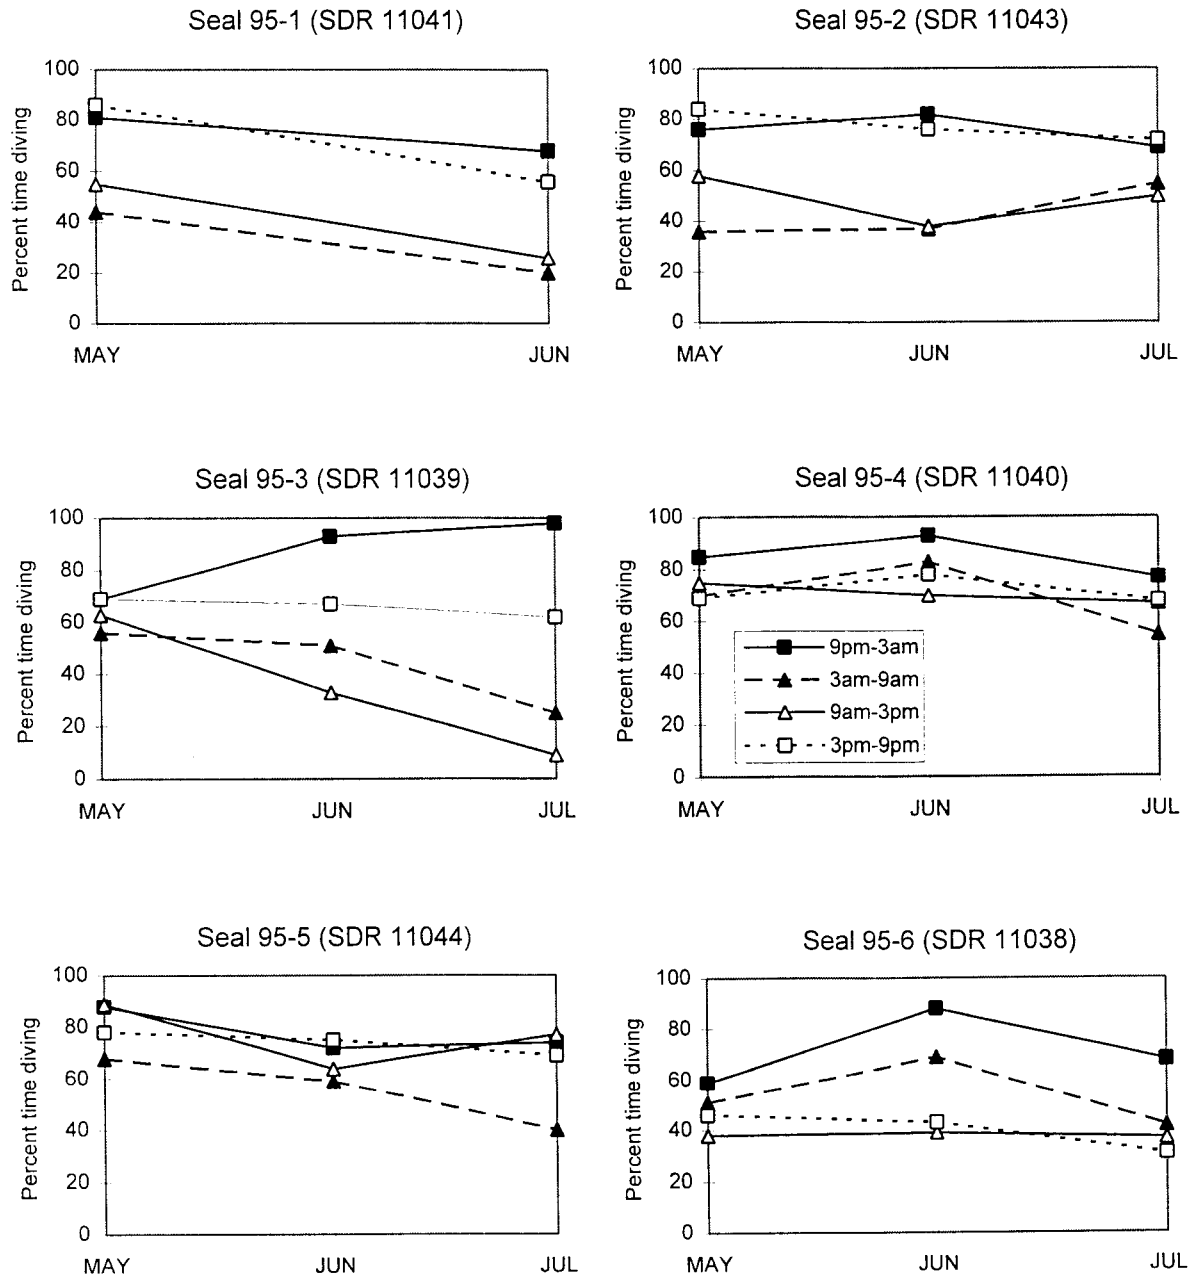 Seal 95-1 (SDR 11041)
Percent time diving
100
80
60
40
20
0
MAY
JUN
Seal 95-2 (SDR 11043)
Percent time diving
100
80
60
40
20
0
MAY
JUN
JUL
Seal 95-3 (SDR 11039)
Percent time diving
100
80
60
40
20
0
MAY
JUN
JUL
Seal 95-4 (SDR 11040)
Percent time diving
100
80
60
40
20
0
9pm-3am
3am-9am
9am-3pm
3pm-9pm
MAY
JUN
JUL
Seal 95-5 (SDR 11044)
Percent time diving
100
80
60
40
20
0
MAY
JUN
JUL
Seal 95-6 (SDR 11038)
Percent time diving
100
80
60
40
20
0
MAY
JUN
JUL